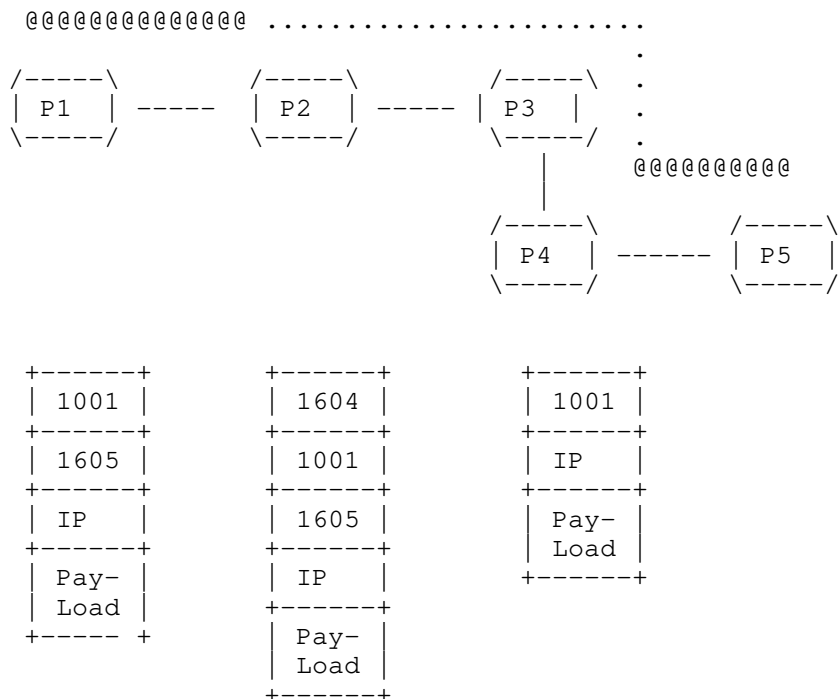 @@@@@@@@@@@@@@ ........................
.
/-----\ /-----\ /-----\ .
| P1 | ----- | P2 | ----- | P3 | .
\-----/ \-----/ \-----/ .
| @@@@@@@@@@
|
/-----\ /-----\
| P4 | ------ | P5 |
\-----/ \-----/
+------+ +------+ +------+
| 1001 | | 1604 | | 1001 |
+------+ +------+ +------+
| 1605 | | 1001 | | IP |
+------+ +------+ +------+
| IP | | 1605 | | Pay- |
+------+ +------+ | Load |
| Pay- | | IP | +------+
| Load | +------+
+----- + | Pay- |
| Load |
+------+